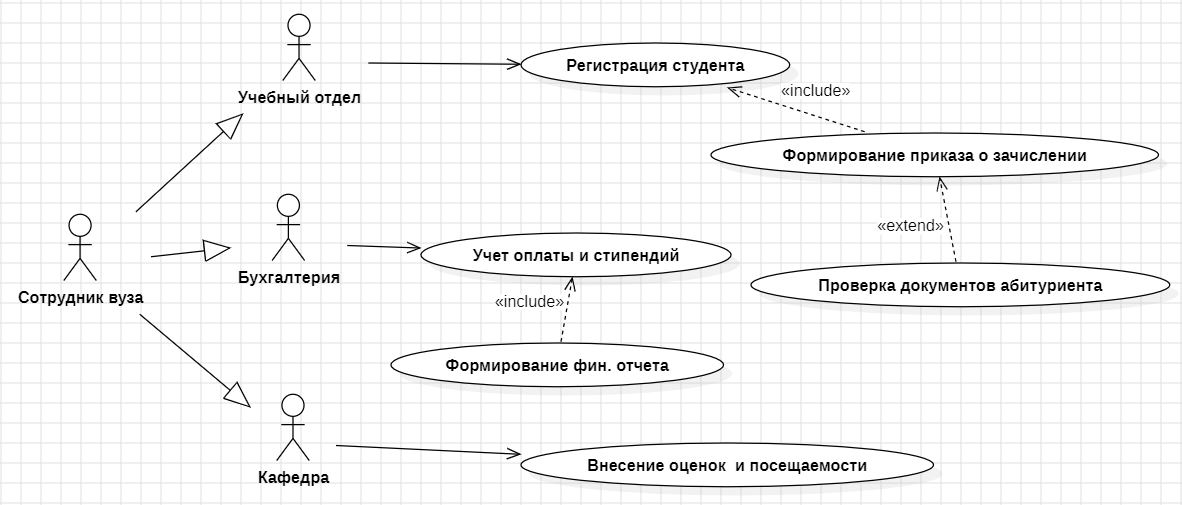 Учебный отдел
Регистрация студента
«include»
Формирование приказа о зачислении
«extend»
Проверка документов абитуриента
Сотрудник вуза
Бухгалтерия
Учет оплаты и стипендий
«include»
Формирование фин. отчета
Кафедра
Внесение оценок и посещаемости